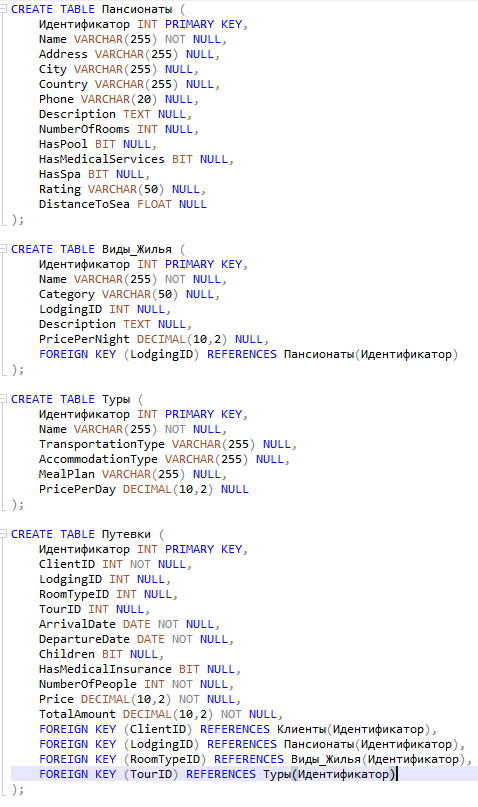 CREATE TABLE Пансионаты (
Идентификатор INT PRIMARY KEY,
Name VARCHAR(255) NOT NULL,
Address VARCHAR(255) NULL,
City VARCHAR(255) NULL,
Country VARCHAR(255) NULL,
Phone VARCHAR(20) NULL,
Description TEXT NULL,
NumberOfRooms INT NULL,
HasPool BIT NULL,
HasMedicalServices BIT NULL,
HasSpa BIT NULL,
Rating VARCHAR(50) NULL,
DistanceToSea FLOAT NULL
);
CREATE TABLE Виды_Жилья (
Идентификатор INT PRIMARY KEY,
Name VARCHAR(255) NOT NULL,
Category VARCHAR(50) NULL,
LodgingID INT NULL,
Description TEXT NULL,
PricePerNight DECIMAL(10,2) NULL,
FOREIGN KEY (LodgingID) REFERENCES Пансионаты(Идентификатор)
);
CREATE TABLE Туры (
Идентификатор INT PRIMARY KEY,
Name VARCHAR(255) NOT NULL,
TransportationType VARCHAR(255) NULL,
AccommodationType VARCHAR(255) NULL,
MealPlan VARCHAR(255) NULL,
PricePerDay DECIMAL(10,2) NULL
);
CREATE TABLE Путевки (
Идентификатор INT PRIMARY KEY,
ClientID INT NOT NULL,
LodgingID INT NULL,
RoomTypeID INT NULL,
TourID INT NULL,
ArrivalDate DATE NOT NULL,
DepartureDate DATE NOT NULL,
Children BIT NULL,
HasMedicalInsurance BIT NULL,
NumberOfPeople INT NOT NULL,
Price DECIMAL(10,2) NOT NULL,
TotalAmount DECIMAL(10,2) NOT NULL,
FOREIGN KEY (ClientID) REFERENCES Клиенты(Идентификатор),
FOREIGN KEY (LodgingID) REFERENCES Пансионаты(Идентификатор),
FOREIGN KEY (RoomTypeID) REFERENCES Виды_Жилья(Идентификатор),
FOREIGN KEY (TourID) REFERENCES Туры(Идентификатор)
);